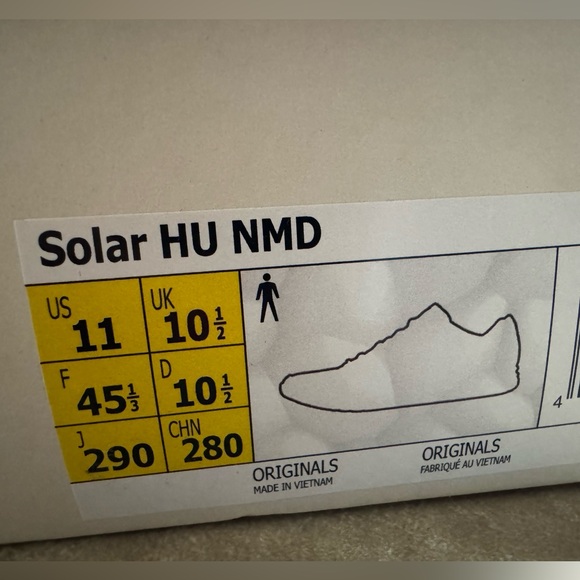 Solar HU NMD
US 11 UK 10½
F 45⅓ D 10½
J 290 CHN 280
ORIGINALS
MADE IN VIETNAM
ORIGINALS
FABRIQUÉ AU VIETNAM
4